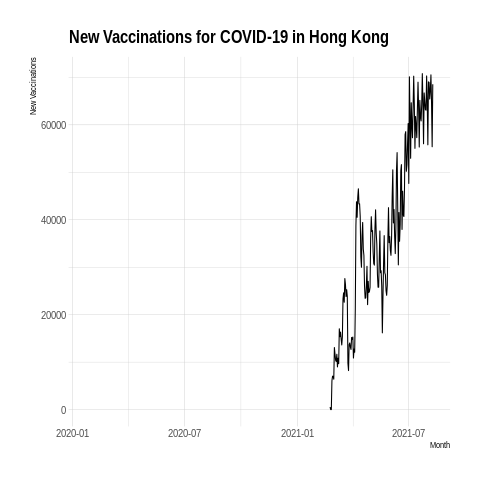 New Vaccinations for COVID-19 in Hong Kong
New Vaccinations
60000
40000
20000
0
2020-01 2020-07 2021-01 2021-07
Month